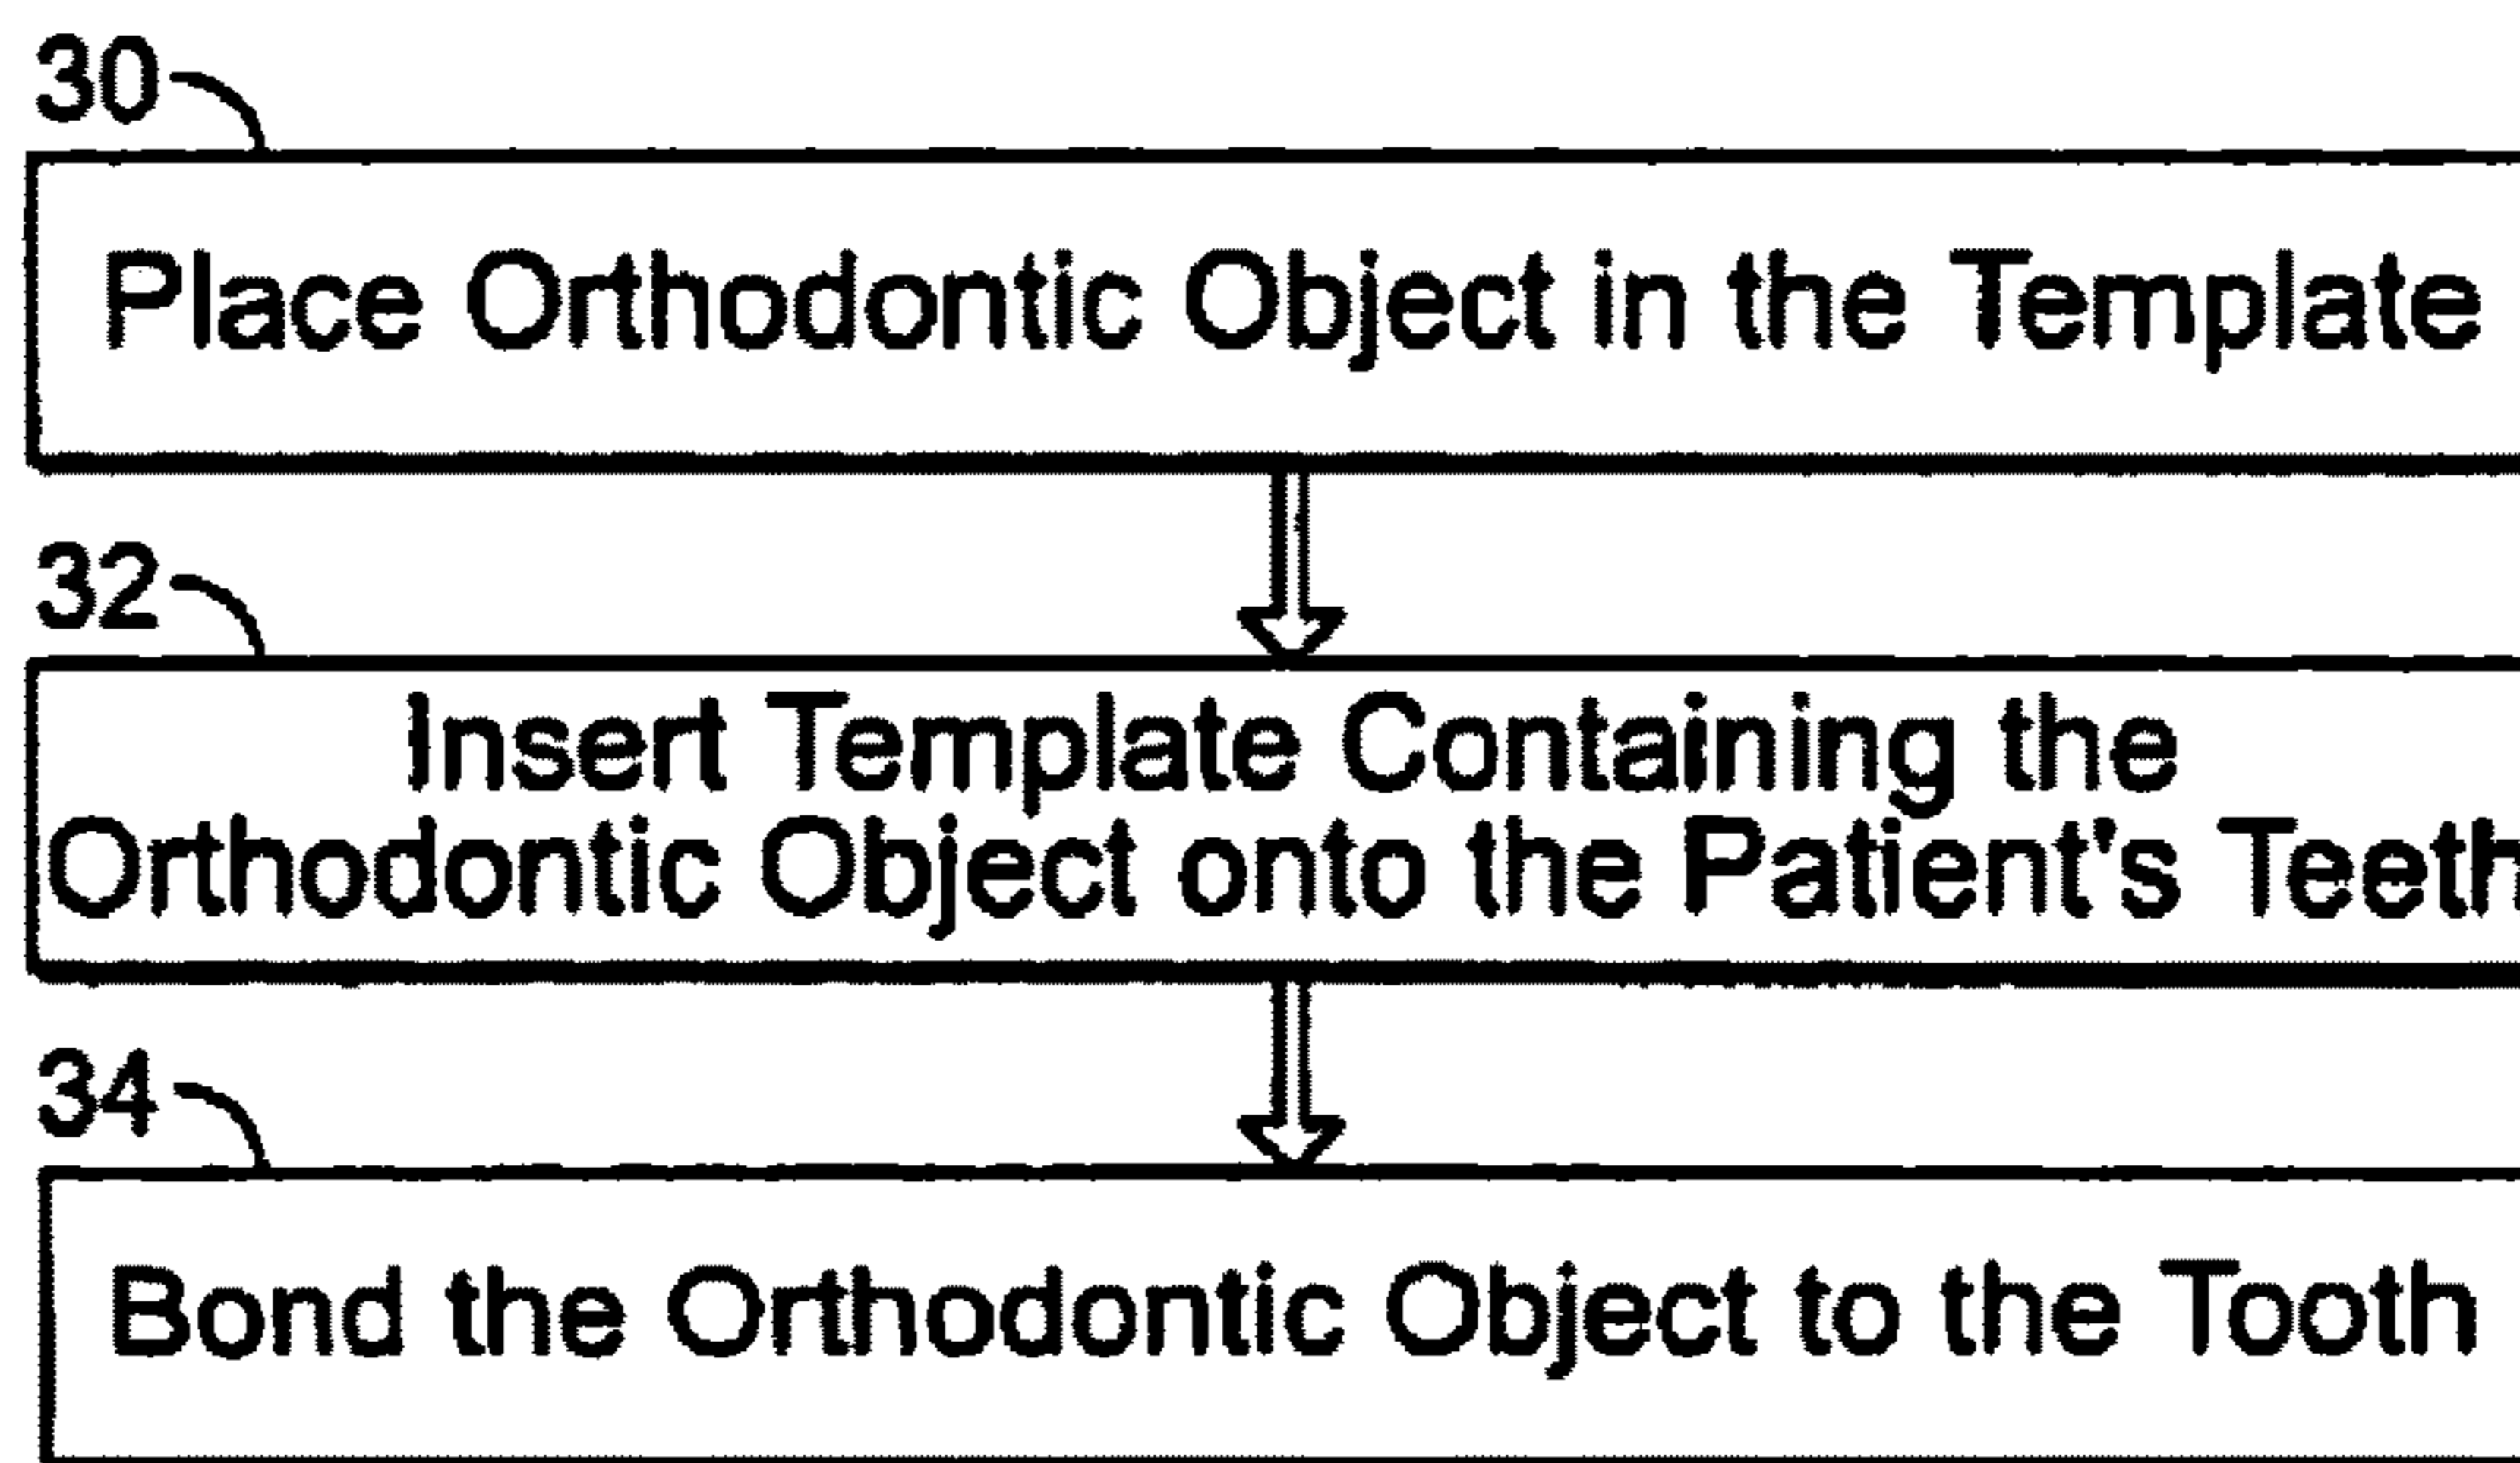 30
Place Orthodontic Object in the Template
32
Insert Template Containing the
Orthodontic Object onto the Patient's Teeth
34
Bond the Orthodontic Object to the Tooth